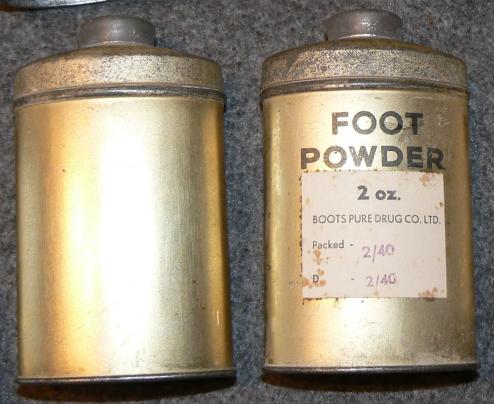 FOOT
POWDER
2 oz.
BOOTS PURE DRUG CO. LTD.
Packed - 2/40
D - 2/40